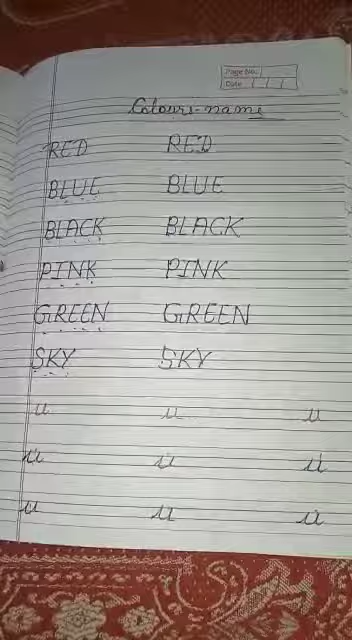 Page No.
Date
Colours-name
RED RED
BLUE BLUE
BLACK BLACK
PINK PINK
GREEN GREEN
SKY SKY
u u u
u u u
u u u